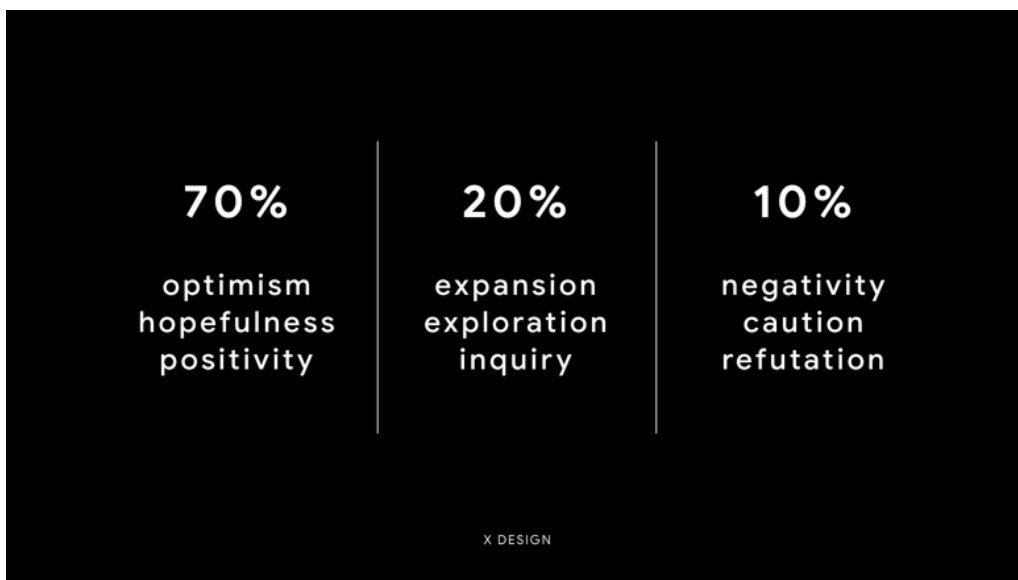 70%
optimism
hopefulness
positivity
20%
expansion
exploration
inquiry
10%
negativity
caution
refutation
X DESIGN